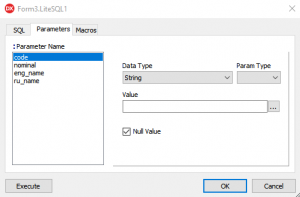 Form3.LiteSQL1
SQL Parameters Macros
Parameter Name
code
nominal
eng_name
ru_name
Data Type Param Type
String
Value
...
Null Value
Execute OK Cancel